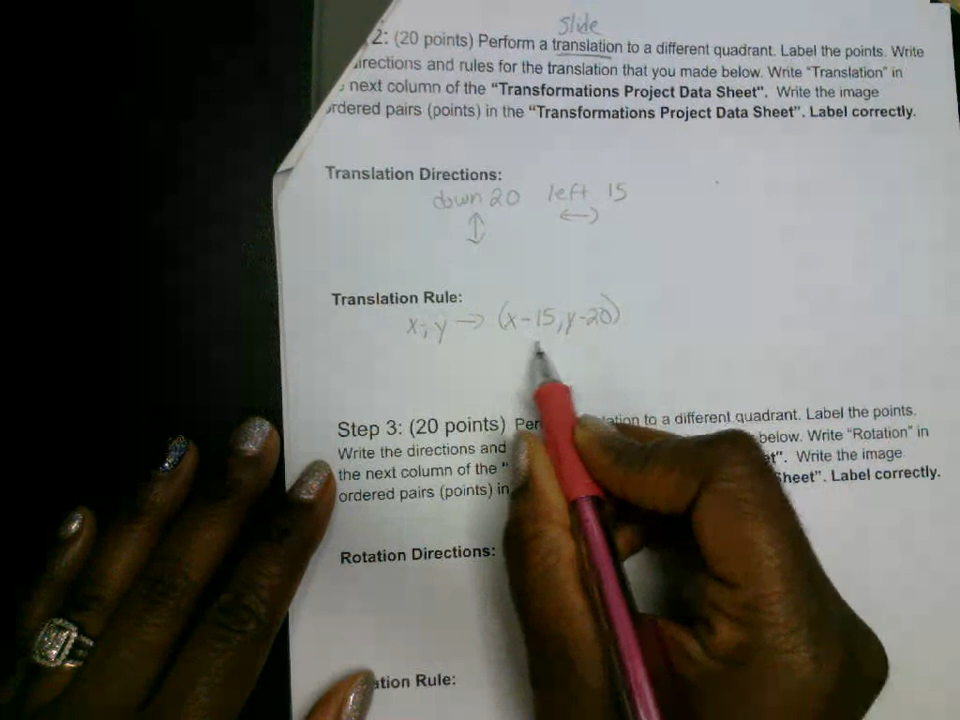 slide
2: (20 points) Perform a translation to a different quadrant. Label the points. Write
directions and rules for the translation that you made below. Write "Translation" in
next column of the "Transformations Project Data Sheet". Write the image
ordered pairs (points) in the "Transformations Project Data Sheet". Label correctly.
Translation Directions:
down 20 left 15
Translation Rule:
x, y → (x-15, y-20)
Step 3: (20 points) Per ation to a different quadrant. Label the points.
Write the directions and below. Write "Rotation" in
the next column of the " et". Write the image
ordered pairs (points) in Sheet". Label correctly.
Rotation Directions:
ation Rule: